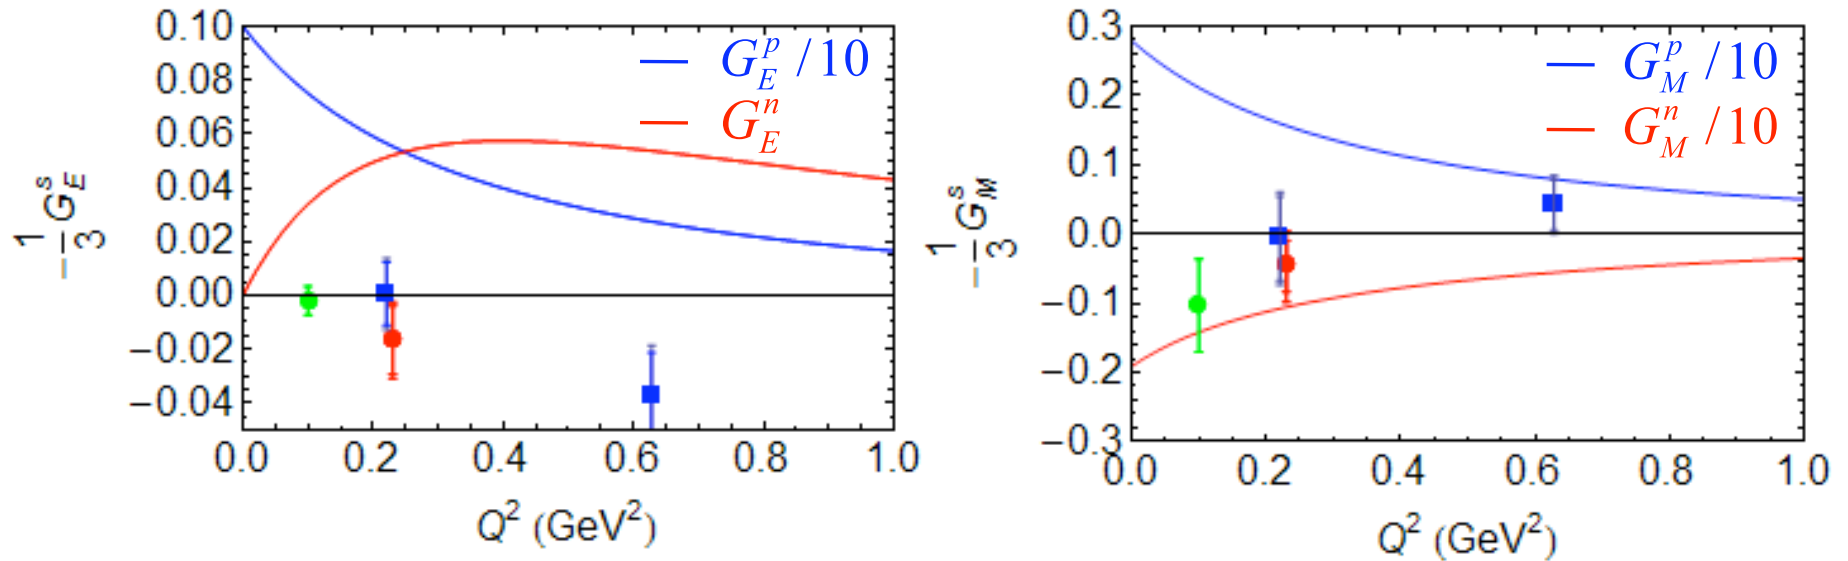 0.10
0.08
0.06
0.04
0.02
0.00
−0.02
−0.04
0.0 0.2 0.4 0.6 0.8 1.0
Q² (GeV²)
−1/3 G_E^s
G_E^p /10
G_E^n
0.3
0.2
0.1
0.0
−0.1
−0.2
−0.3
0.0 0.2 0.4 0.6 0.8 1.0
Q² (GeV²)
−1/3 G_M^s
G_M^p /10
G_M^n /10